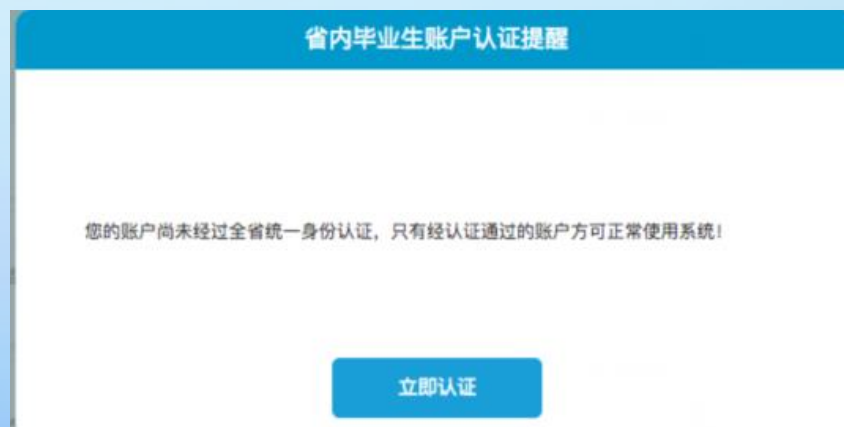 省内毕业生账户认证提醒
您的账户尚未经过全省统一身份认证，只有经认证通过的账户方可正常使用系统！
立即认证